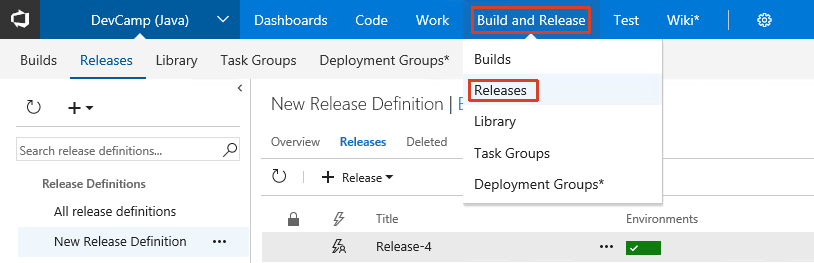 DevCamp (Java) Dashboards Code Work Build and Release Test Wiki*
Builds Releases Library Task Groups Deployment Groups*
Builds
Releases
Library
Task Groups
Deployment Groups*
New Release Definition |
Overview Releases Deleted
+ Release
Title Environments
Release-4 ...
Search release definitions...
Release Definitions
All release definitions
New Release Definition ...